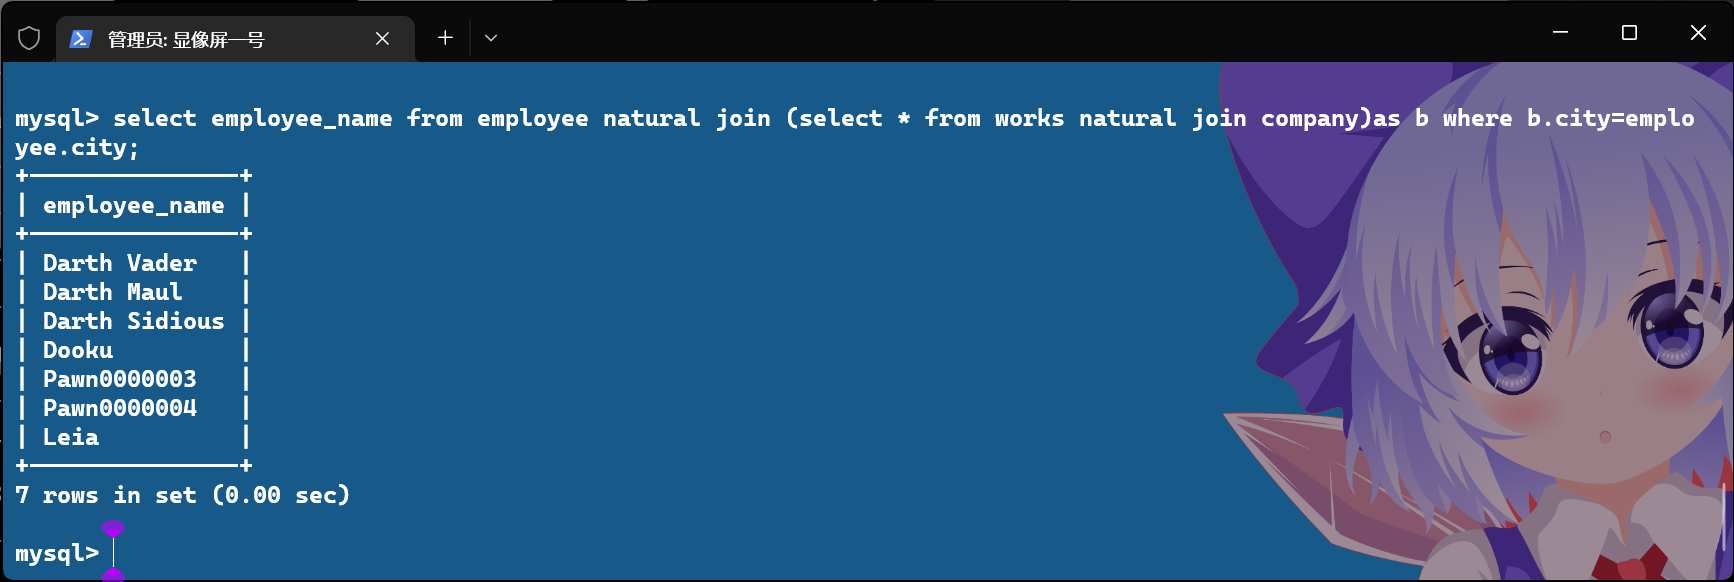 管理员: 显像屏一号
mysql> select employee_name from employee natural join (select * from works natural join company)as b where b.city=emplo
yee.city;
+---------------+
| employee_name |
+---------------+
| Darth Vader   |
| Darth Maul    |
| Darth Sidious |
| Dooku         |
| Pawn0000003   |
| Pawn0000004   |
| Leia          |
+---------------+
7 rows in set (0.00 sec)
mysql>